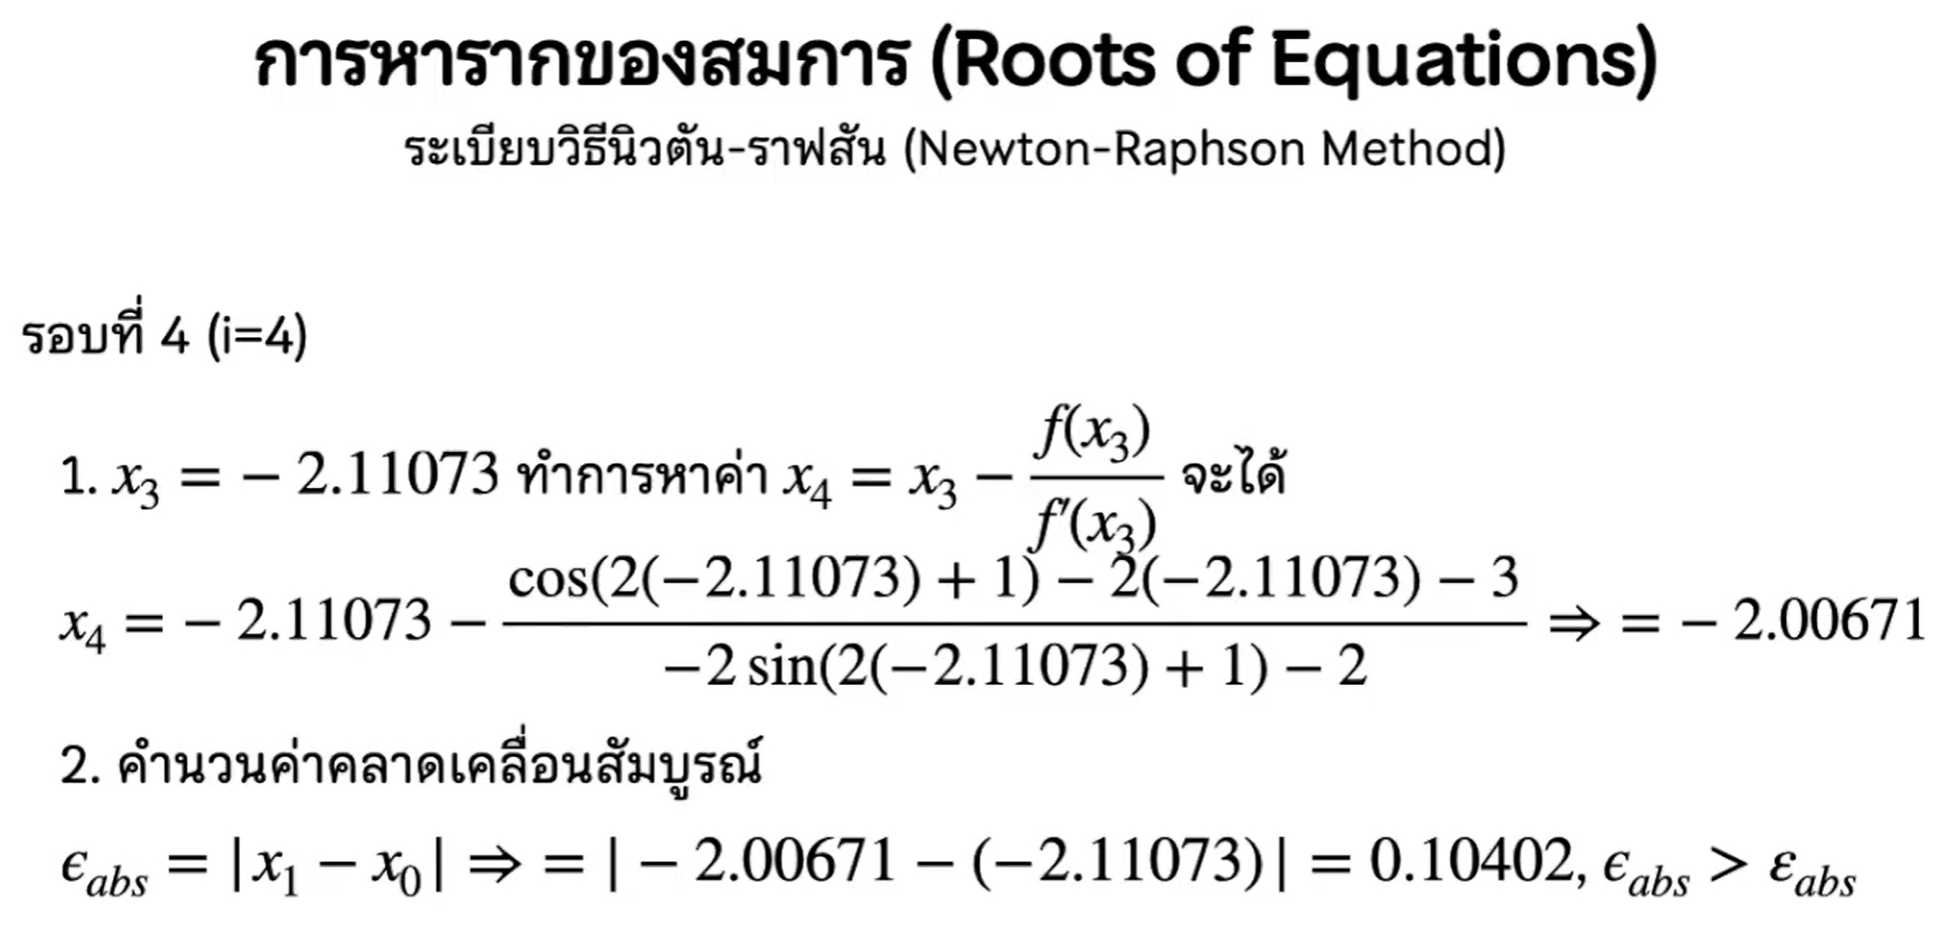 การหารากของสมการ (Roots of Equations)
ระเบียบวิธีนิวตัน-ราฟสัน (Newton-Raphson Method)
รอบที่ 4 (i=4)
1. x₃ = − 2.11073 ทำการหาค่า x₄ = x₃ − f(x₃) / f′(x₃) จะได้
x₄ = − 2.11073 − (cos(2(−2.11073) + 1) − 2(−2.11073) − 3) / (−2 sin(2(−2.11073) + 1) − 2) ⇒ = − 2.00671
2. คำนวนค่าคลาดเคลื่อนสัมบูรณ์
ϵ_abs = |x₁ − x₀| ⇒ = | − 2.00671 − (−2.11073)| = 0.10402, ϵ_abs > ε_abs